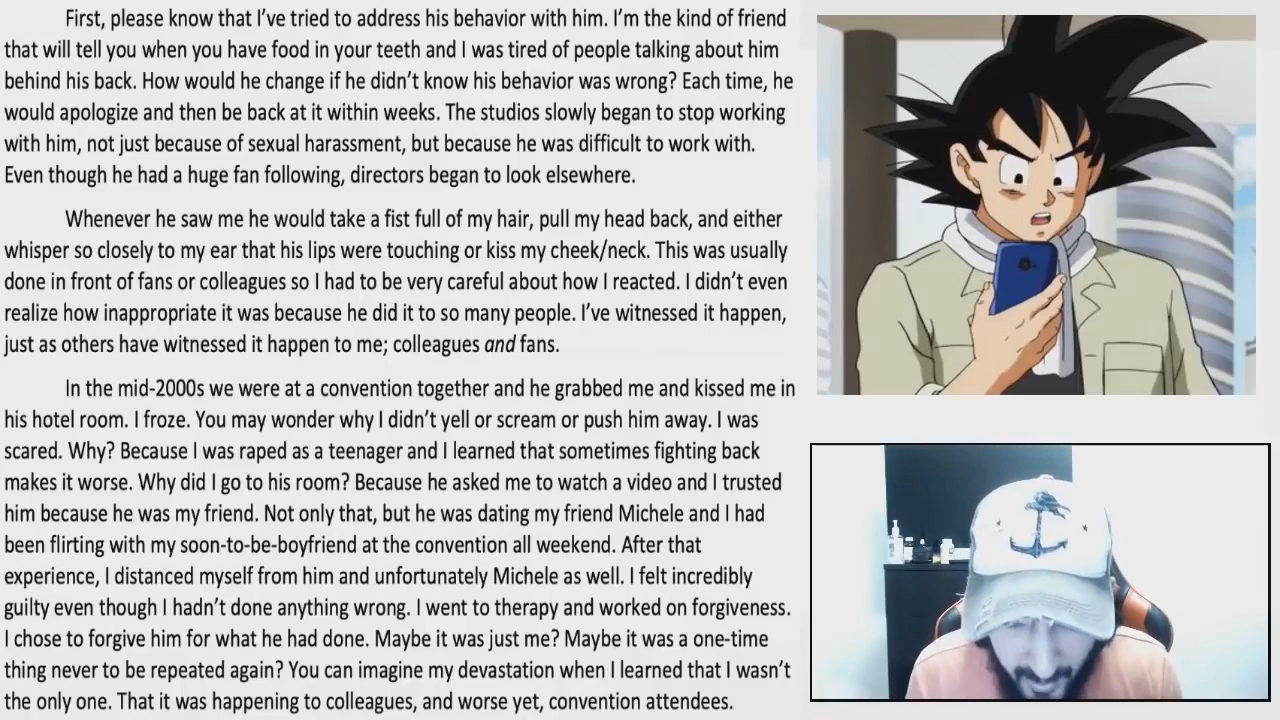 First, please know that I’ve tried to address his behavior with him. I’m the kind of friend
that will tell you when you have food in your teeth and I was tired of people talking about him
behind his back. How would he change if he didn’t know his behavior was wrong? Each time, he
would apologize and then be back at it within weeks. The studios slowly began to stop working
with him, not just because of sexual harassment, but because he was difficult to work with.
Even though he had a huge fan following, directors began to look elsewhere.
Whenever he saw me he would take a fist full of my hair, pull my head back, and either
whisper so closely to my ear that his lips were touching or kiss my cheek/neck. This was usually
done in front of fans or colleagues so I had to be very careful about how I reacted. I didn’t even
realize how inappropriate it was because he did it to so many people. I’ve witnessed it happen,
just as others have witnessed it happen to me; colleagues and fans.
In the mid-2000s we were at a convention together and he grabbed me and kissed me in
his hotel room. I froze. You may wonder why I didn’t yell or scream or push him away. I was
scared. Why? Because I was raped as a teenager and I learned that sometimes fighting back
makes it worse. Why did I go to his room? Because he asked me to watch a video and I trusted
him because he was my friend. Not only that, but he was dating my friend Michele and I had
been flirting with my soon-to-be-boyfriend at the convention all weekend. After that
experience, I distanced myself from him and unfortunately Michele as well. I felt incredibly
guilty even though I hadn’t done anything wrong. I went to therapy and worked on forgiveness.
I chose to forgive him for what he had done. Maybe it was just me? Maybe it was a one-time
thing never to be repeated again? You can imagine my devastation when I learned that I wasn’t
the only one. That it was happening to colleagues, and worse yet, convention attendees.